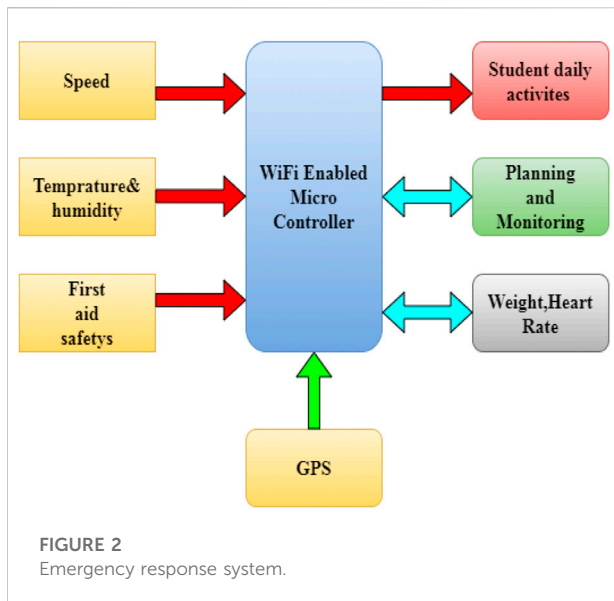 Speed
Temprature&
humidity
First
aid
safetys
WiFi Enabled
Micro
Controller
GPS
Student daily
activites
Planning
and
Monitoring
Weight,Heart
Rate
FIGURE 2
Emergency response system.